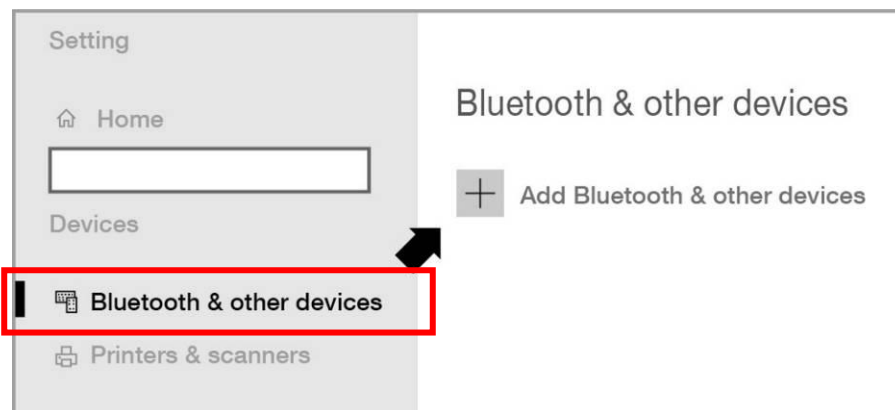 Setting
Home
Devices
Bluetooth & other devices
Printers & scanners
Bluetooth & other devices
Add Bluetooth & other devices